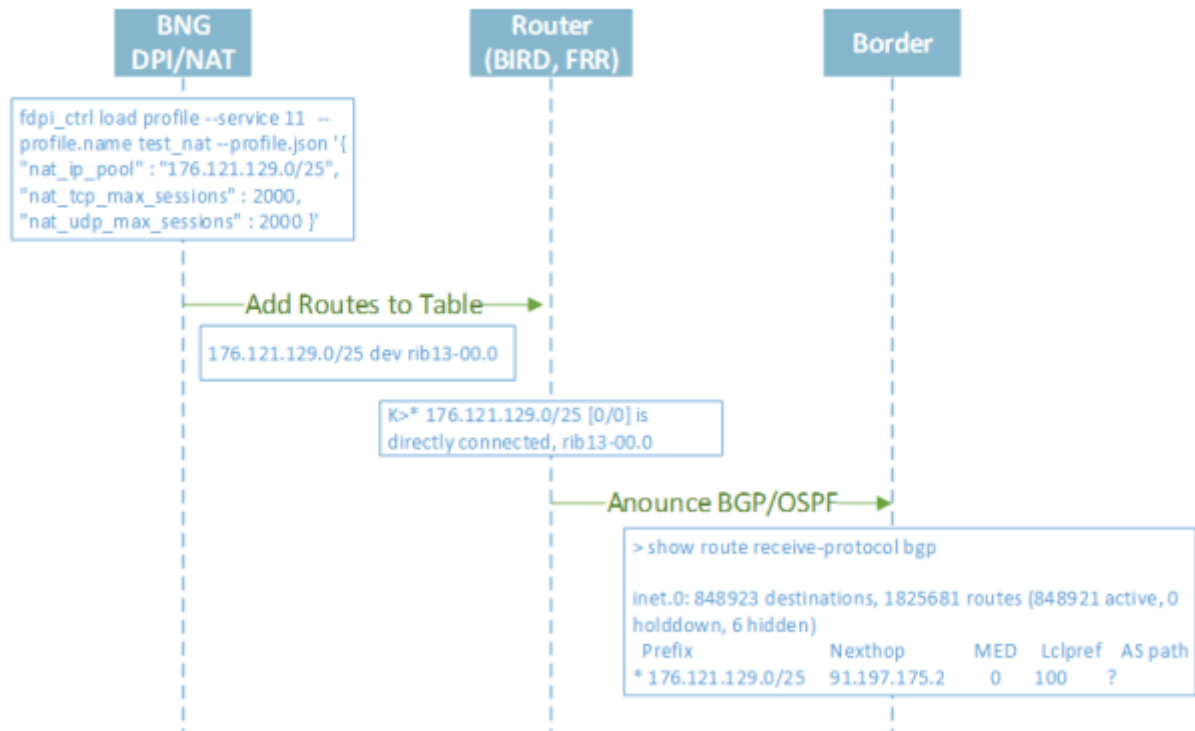 BNG
DPI/NAT
Router
(BIRD, FRR)
Border
fdpi_ctrl load profile --service 11 --
profile.name test_nat --profile.json '{
"nat_ip_pool" : "176.121.129.0/25",
"nat_tcp_max_sessions" : 2000,
"nat_udp_max_sessions" : 2000 }'
Add Routes to Table
176.121.129.0/25 dev rib13-00.0
K>* 176.121.129.0/25 [0/0] is
directly connected, rib13-00.0
Anounce BGP/OSPF
> show route receive-protocol bgp
inet.0: 848923 destinations, 1825681 routes (848921 active, 0
holddown, 6 hidden)
Prefix Nexthop MED Lclpref AS path
* 176.121.129.0/25 91.197.175.2 0 100 ?